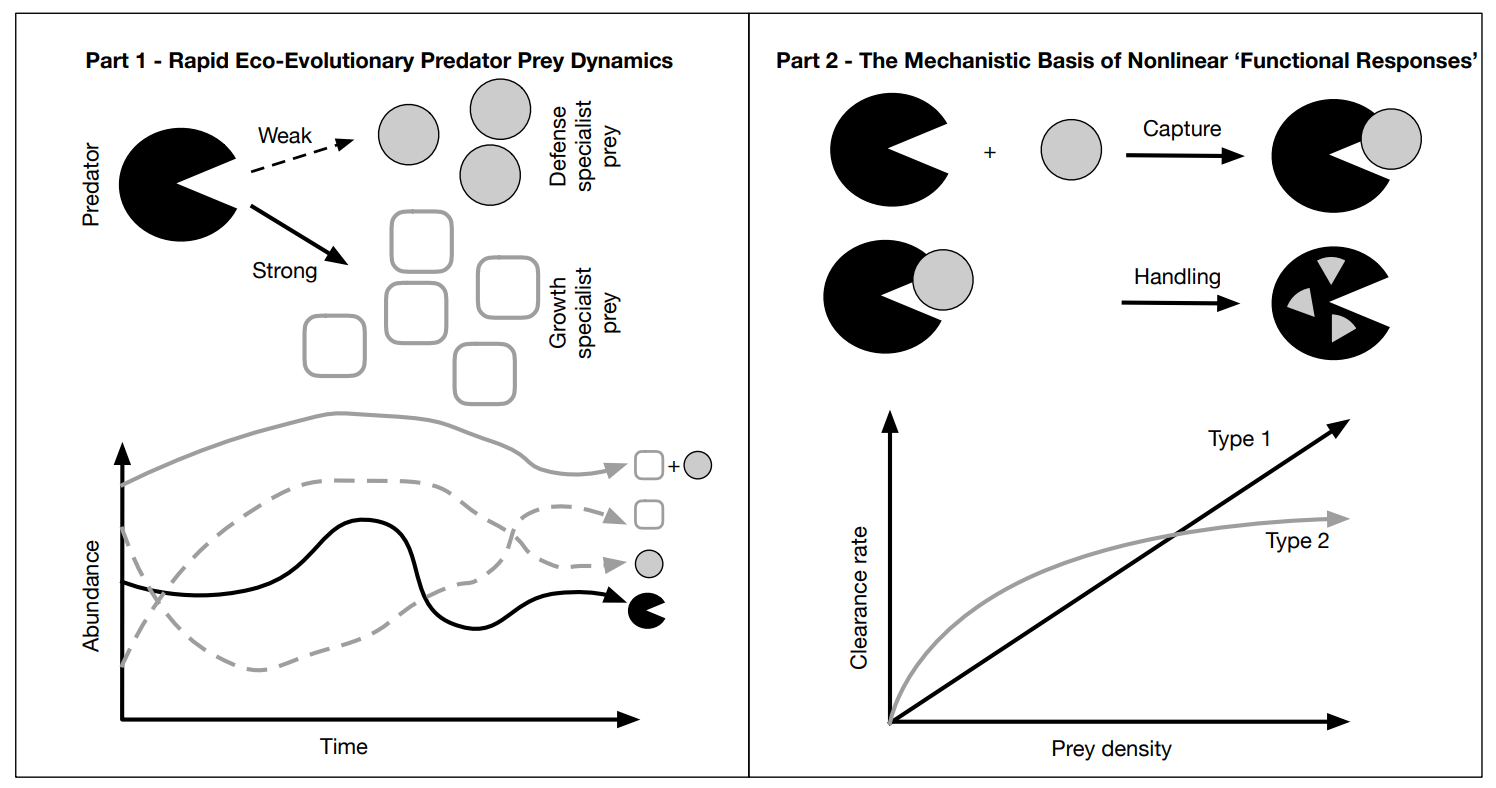 Part 1 - Rapid Eco-Evolutionary Predator Prey Dynamics
Predator
Weak
Strong
Defense
specialist
prey
Growth
specialist
prey
Abundance
+
Time
Part 2 - The Mechanistic Basis of Nonlinear ‘Functional Responses’
+
Capture
Handling
Clearance rate
Type 1
Type 2
Prey density